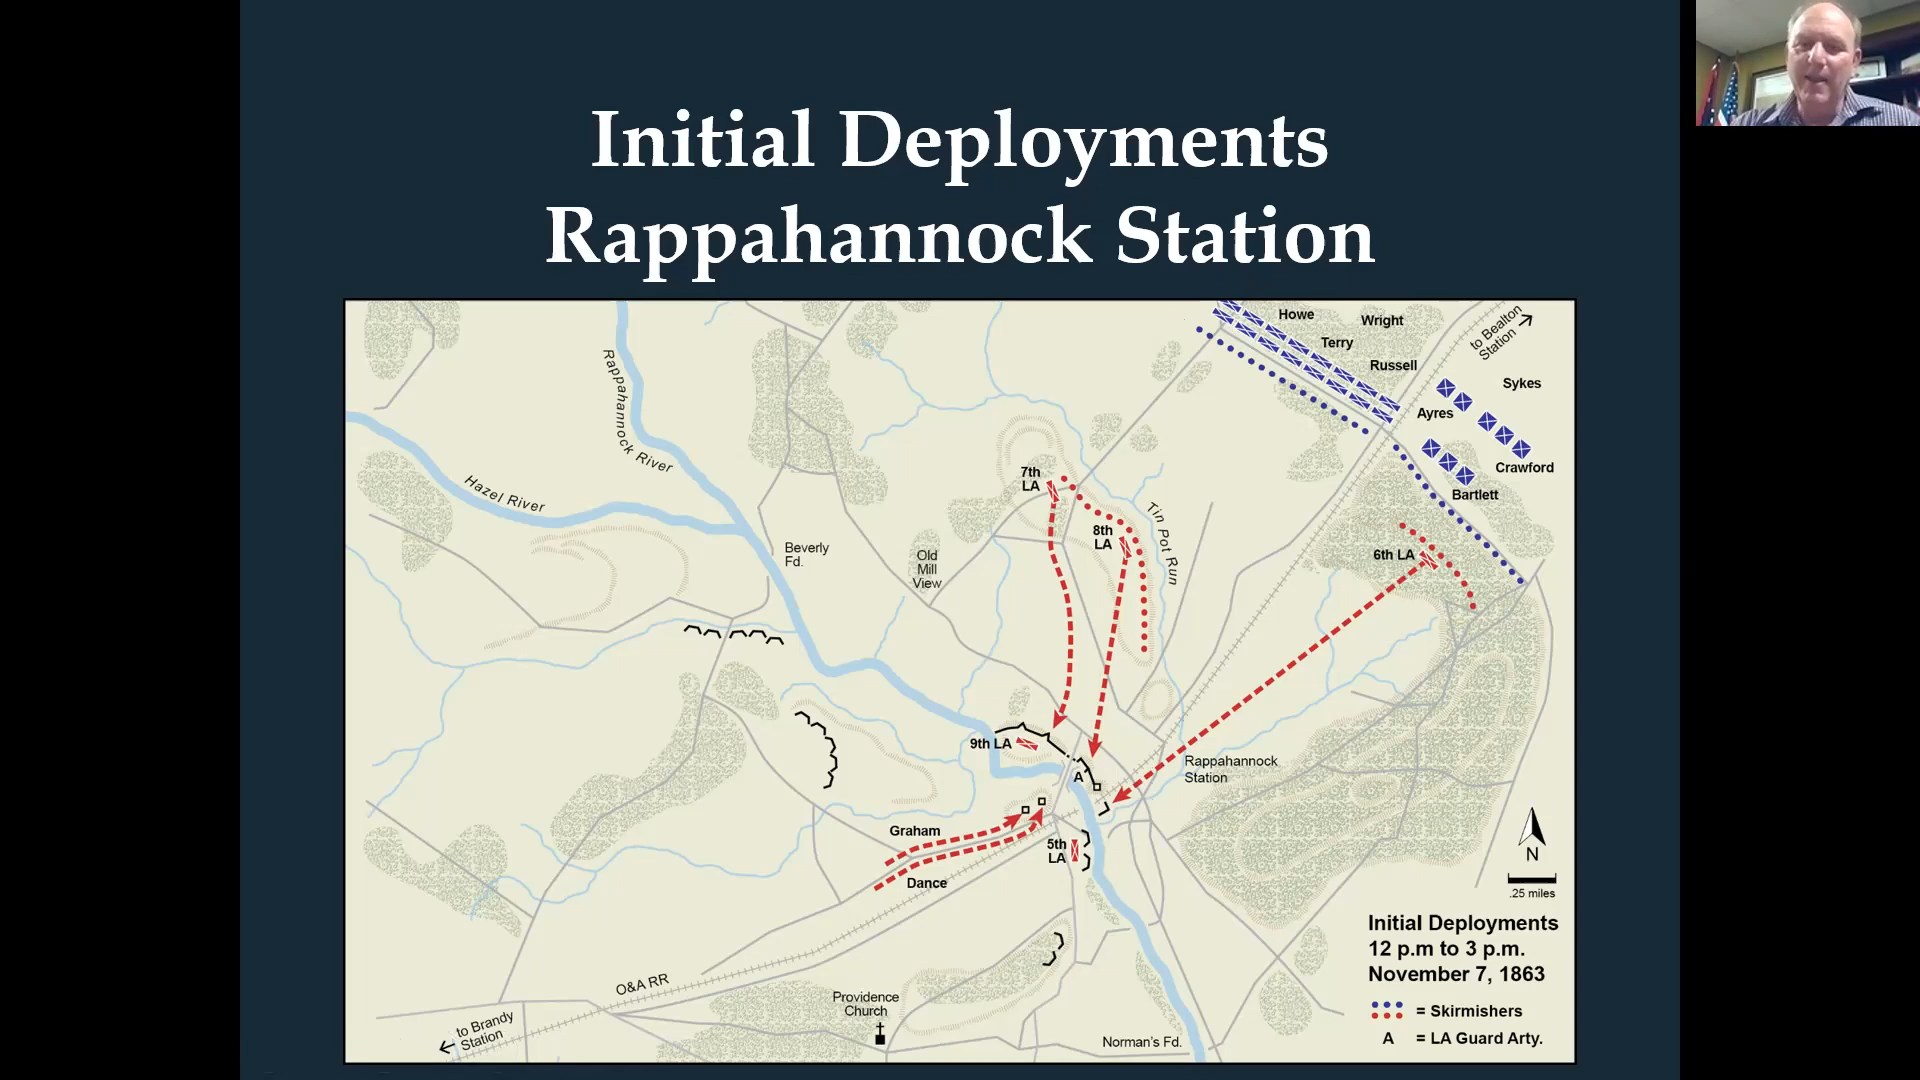 Initial Deployments
Rappahannock Station
Howe
Wright
Terry
Russell
to Bealton
Station
Sykes
Ayres
Crawford
Bartlett
Rappahannock River
Hazel River
7th
LA
8th
LA
Tin Pot Run
6th LA
Beverly
Fd.
Old
Mill
View
9th LA
A
Rappahannock
Station
Graham
5th
LA
Dance
N
.25 miles
O&A RR
Providence
Church
to Brandy
Station
Norman's Fd.
Initial Deployments
12 p.m to 3 p.m.
November 7, 1863
= Skirmishers
A = LA Guard Arty.